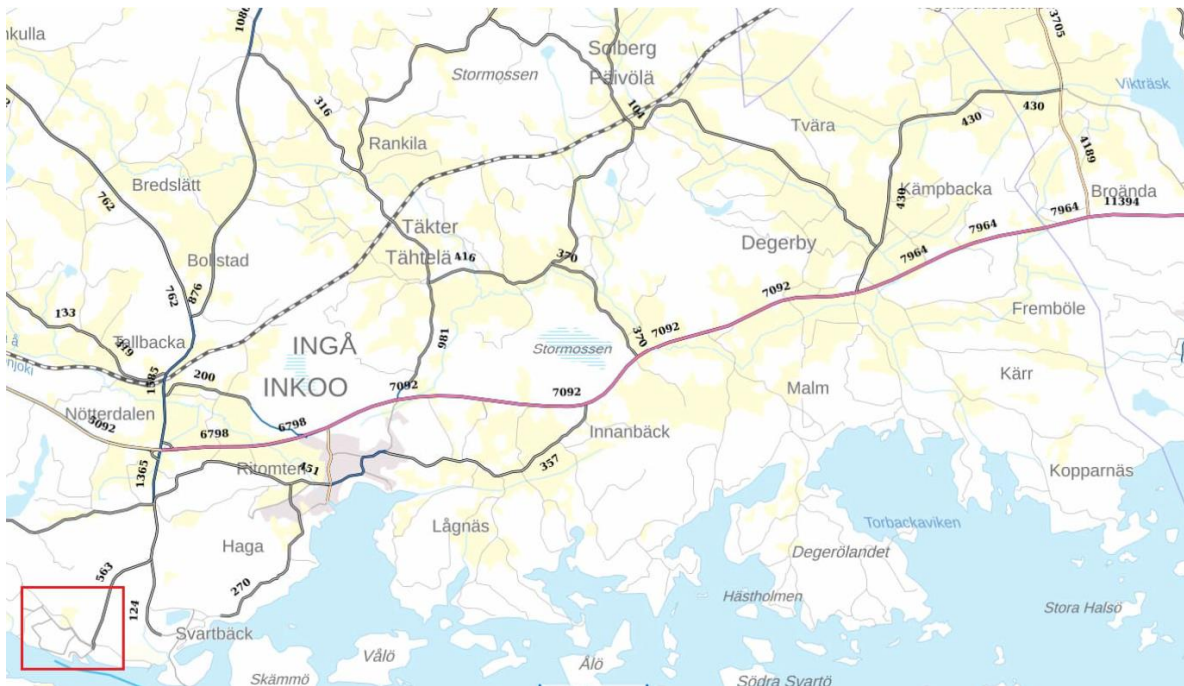 1086
3705
Solberg
Päivölä
Stormossen
Vikträsk
316
104
430
430
Tvära
Rankila
4189
Bredslätt
Kämpbacka
Broända
762
430
11394
7964
7964
7964
Täkter
Tähtelä
Degerby
416
370
Bollstad
762
876
7092
Fremböle
133
449
Tallbacka
981
370
7092
INGÅ
Stormossen
INKOO
1585
200
7092
7092
Malm
Kärr
Nötterdalen
5092
6798
6798
Innanbäck
1365
Ritomten
451
357
Kopparnäs
Lågnäs
Torbackaviken
Haga
Degerölandet
563
270
Hästholmen
124
Stora Halsö
Svartbäck
Vålö
Ålö
Skämmö
Södra Svartö